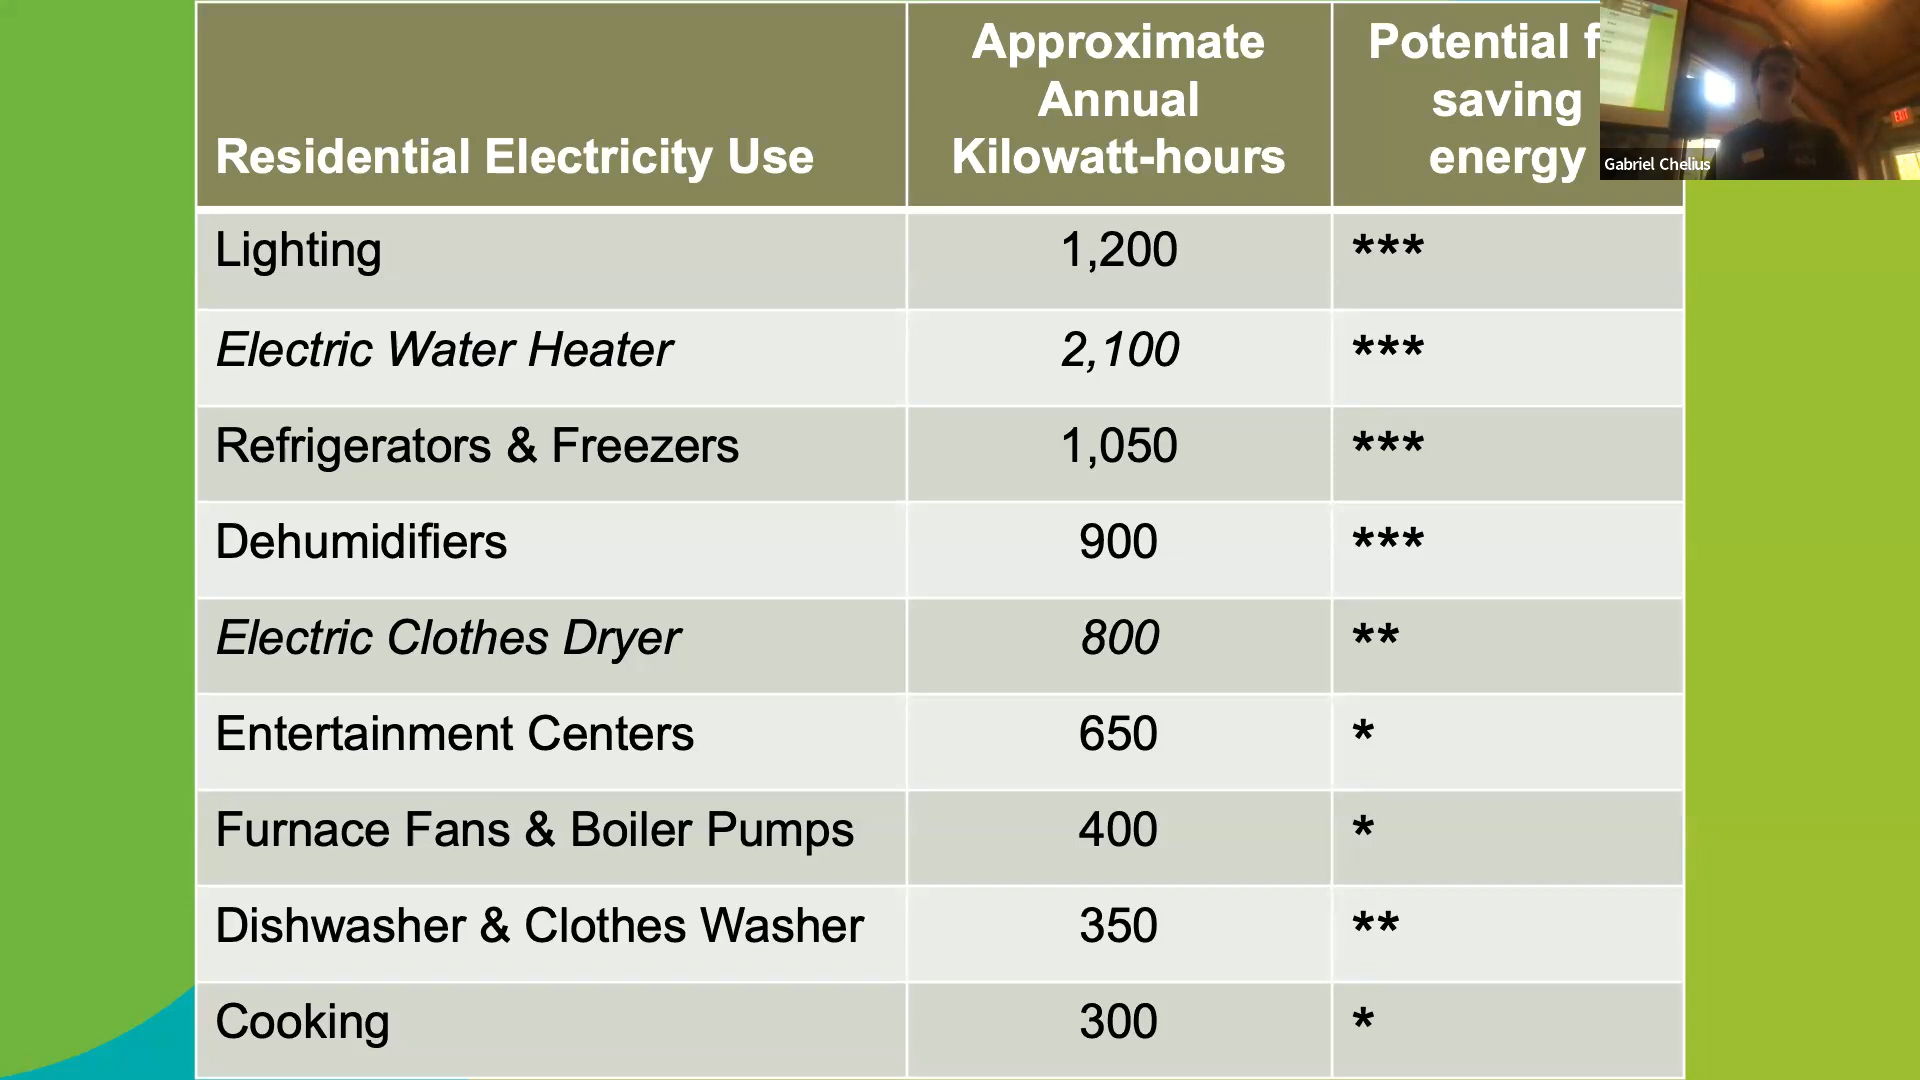 Residential Electricity Use
Approximate
Annual
Kilowatt-hours
Potential f
saving
energy
Gabriel Chelius
EXIT
Lighting 1,200 ***
Electric Water Heater 2,100 ***
Refrigerators & Freezers 1,050 ***
Dehumidifiers 900 ***
Electric Clothes Dryer 800 **
Entertainment Centers 650 *
Furnace Fans & Boiler Pumps 400 *
Dishwasher & Clothes Washer 350 **
Cooking 300 *